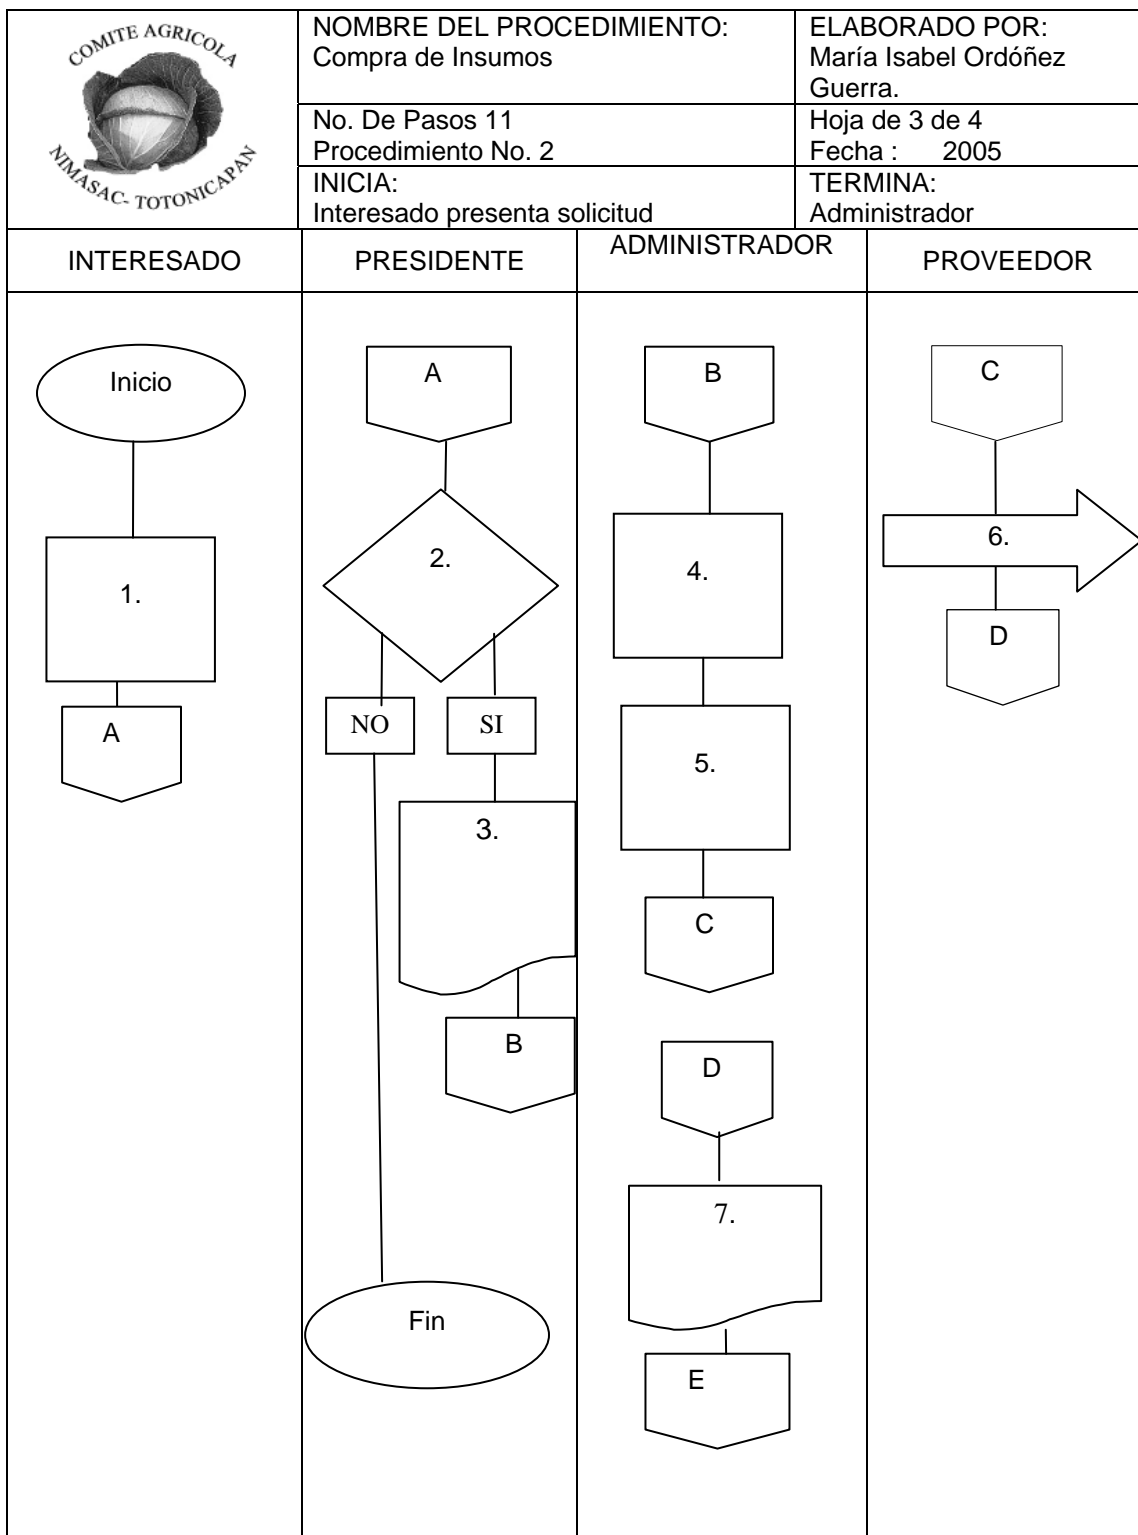 COMITE AGRICOLA
NIMASAC- TOTONICAPAN
NOMBRE DEL PROCEDIMIENTO:
Compra de Insumos
ELABORADO POR:
María Isabel Ordóñez
Guerra.
No. De Pasos 11
Procedimiento No. 2
Hoja de 3 de 4
Fecha : 2005
INICIA:
Interesado presenta solicitud
TERMINA:
Administrador
INTERESADO
PRESIDENTE
ADMINISTRADOR
PROVEEDOR
Inicio
1.
A
A
2.
NO
SI
3.
B
Fin
B
4.
5.
C
D
7.
E
C
6.
D